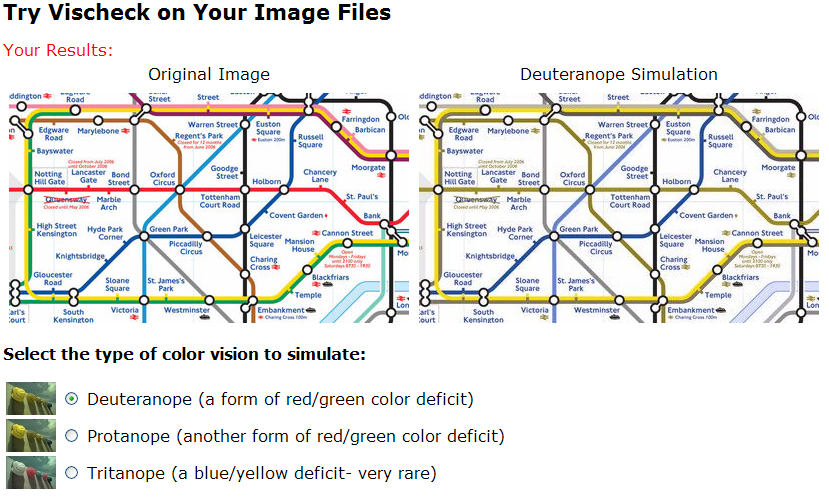 Try Vischeck on Your Image Files
Your Results:
Original Image
Deuteranope Simulation
Road
Street
Street
Warren Street
Euston
Square
Euston 200m
Farringdon
Barbican
Edgware
Road
Marylebone
Regent's Park
Closed for 12 months
from June 2006
Russell
Square
Bayswater
Closed from July 2006
until October 2006
Moorgate
Notting
Hill Gate
Lancaster
Gate
Bond
Street
Oxford
Circus
Goodge
Street
Holborn
Chancery
Lane
Queensway
Closed until May 2006
Marble
Arch
Tottenham
Court Road
St. Paul's
Covent Garden
Bank
High Street
Kensington
Hyde Park
Corner
Green Park
Piccadilly
Circus
Leicester
Square
Cannon Street
Mansion
House
Open
Mondays - Fridays
until 2100 only
Saturdays 0730 - 1930
Knightsbridge
Charing
Cross
Gloucester
Road
Sloane
Square
St. James's
Park
Blackfriars
Temple
South
Kensington
Victoria
Westminster
Embankment
Charing Cross 100m
Court
Road
Street
Street
Warren Street
Euston
Square
Euston 200m
Farringdon
Barbican
Edgware
Road
Marylebone
Regent's Park
Closed for 12 months
from June 2006
Russell
Square
Bayswater
Closed from July 2006
until October 2006
Moorgate
Notting
Hill Gate
Lancaster
Gate
Bond
Street
Oxford
Circus
Goodge
Street
Holborn
Chancery
Lane
Queensway
Closed until May 2006
Marble
Arch
Tottenham
Court Road
St. Paul's
Covent Garden
Bank
High Street
Kensington
Hyde Park
Corner
Green Park
Piccadilly
Circus
Leicester
Square
Cannon Street
Mansion
House
Open
Mondays - Fridays
until 2100 only
Saturdays 0730 - 1930
Knightsbridge
Charing
Cross
Gloucester
Road
Sloane
Square
St. James's
Park
Blackfriars
Temple
South
Kensington
Victoria
Westminster
Embankment
Charing Cross 100m
Court
Select the type of color vision to simulate:
Deuteranope (a form of red/green color deficit)
Protanope (another form of red/green color deficit)
Tritanope (a blue/yellow deficit- very rare)